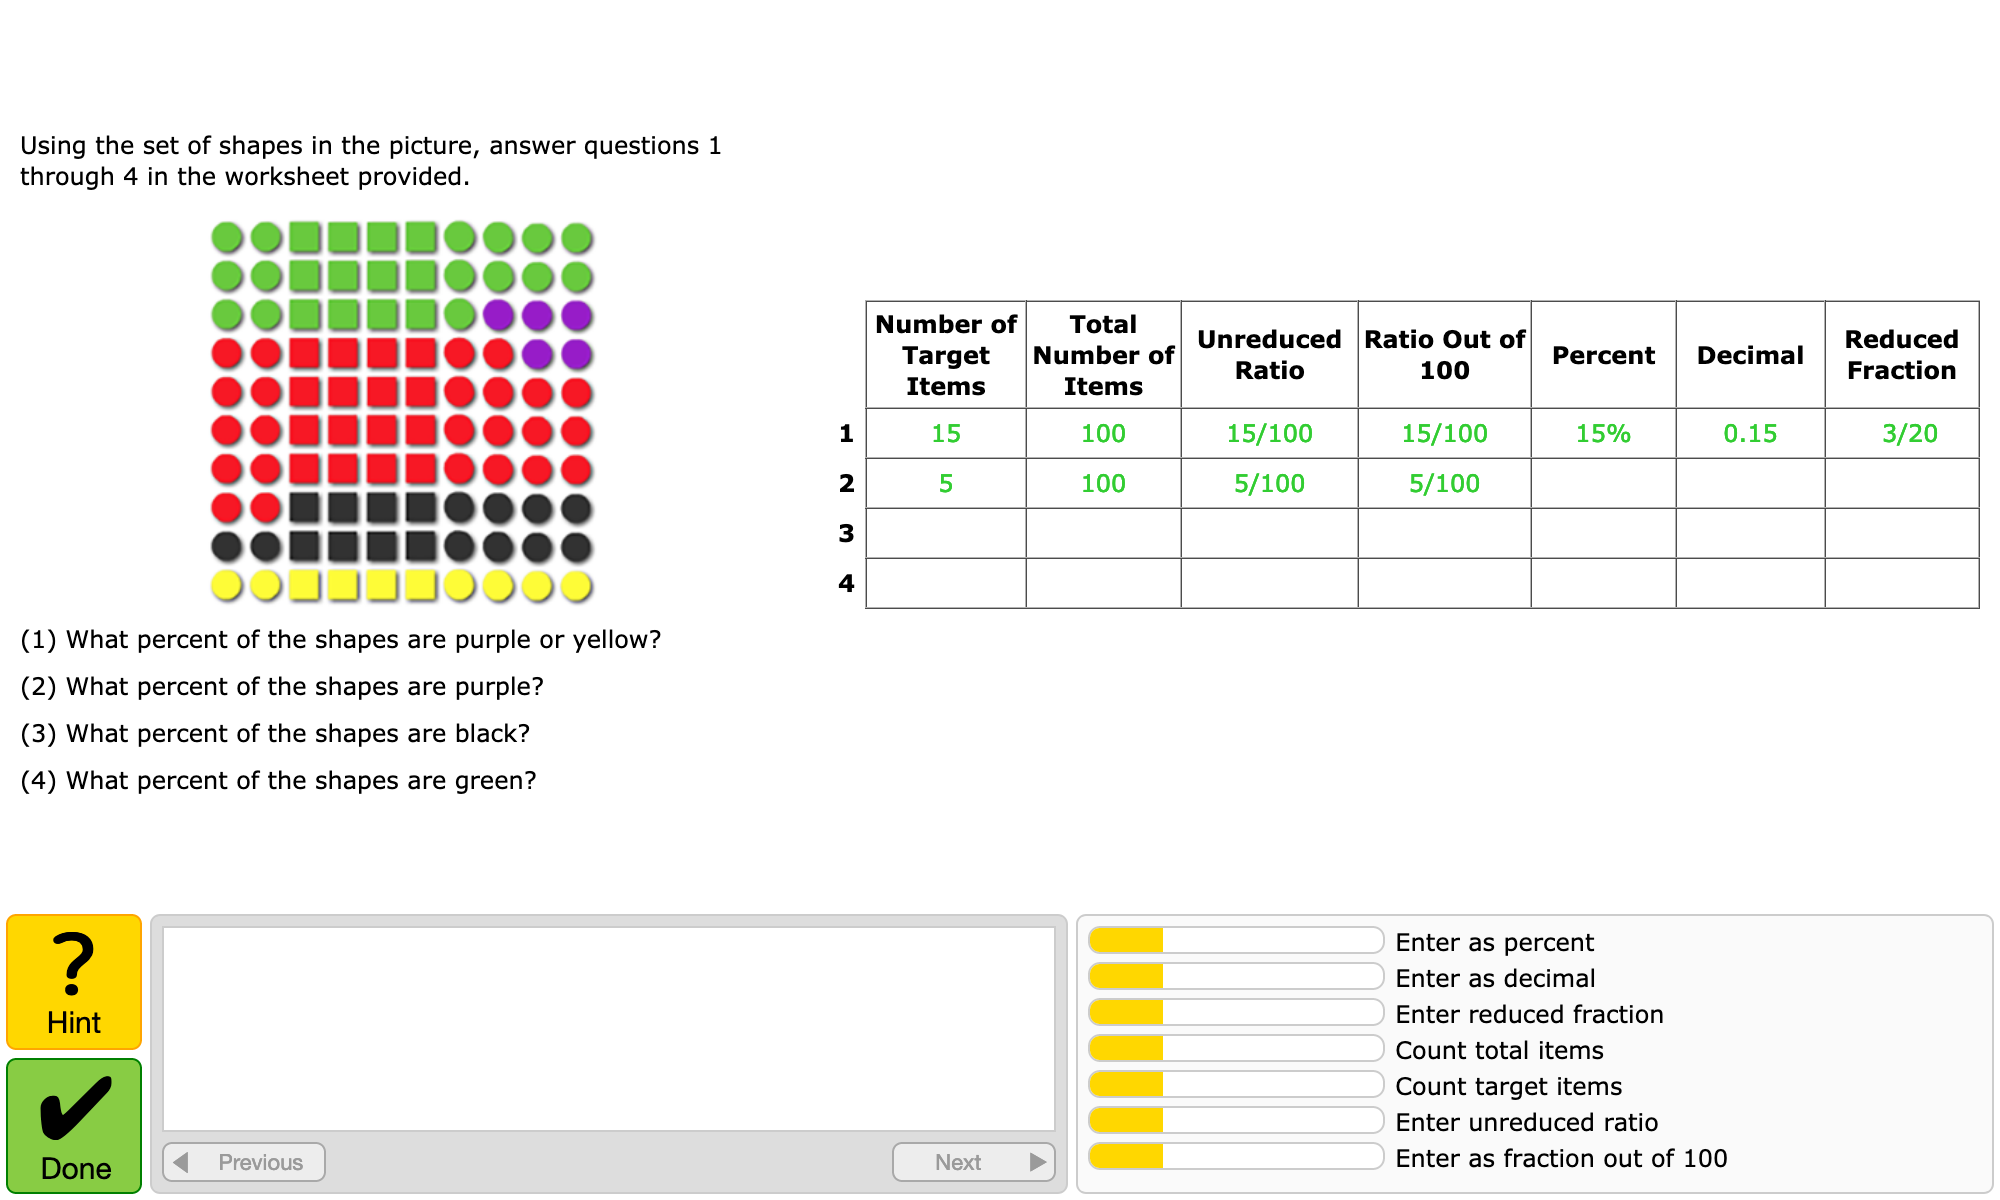 Using the set of shapes in the picture, answer questions 1
through 4 in the worksheet provided.
(1) What percent of the shapes are purple or yellow?
(2) What percent of the shapes are purple?
(3) What percent of the shapes are black?
(4) What percent of the shapes are green?
Number of Target Items Total Number of Items Unreduced Ratio Ratio Out of 100 Percent Decimal Reduced Fraction
1 15 100 15/100 15/100 15% 0.15 3/20
2 5 100 5/100 5/100
3
4
? Hint
Done
Previous Next
Enter as percent
Enter as decimal
Enter reduced fraction
Count total items
Count target items
Enter unreduced ratio
Enter as fraction out of 100